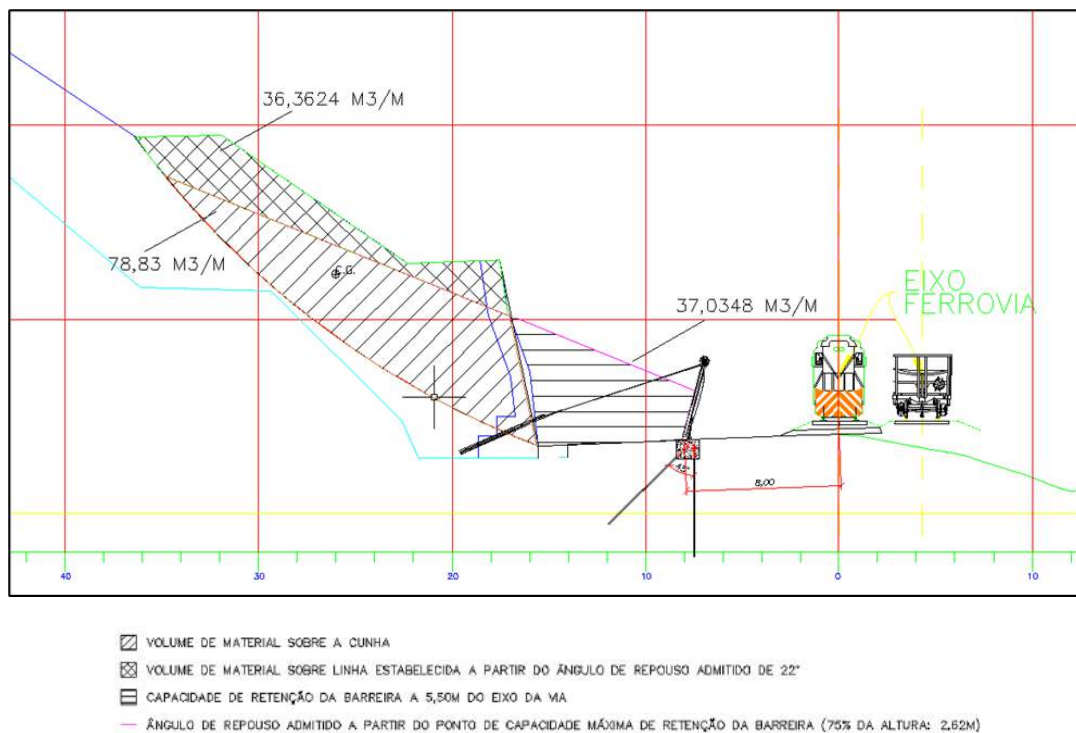 36,3624 M3/M
78,83 M3/M
C.G.
37,0348 M3/M
EIXO
FERROVIA
45°
8,00
40
30
20
10
0
10
VOLUME DE MATERIAL SOBRE A CUNHA
VOLUME DE MATERIAL SOBRE LINHA ESTABELECIDA A PARTIR DO ÂNGULO DE REPOUSO ADMITIDO DE 22°
CAPACIDADE DE RETENÇÃO DA BARREIRA A 5,50M DO EIXO DA VIA
ÂNGULO DE REPOUSO ADMITIDO A PARTIR DO PONTO DE CAPACIDADE MÁXIMA DE RETENÇÃO DA BARREIRA (75% DA ALTURA: 2,62M)